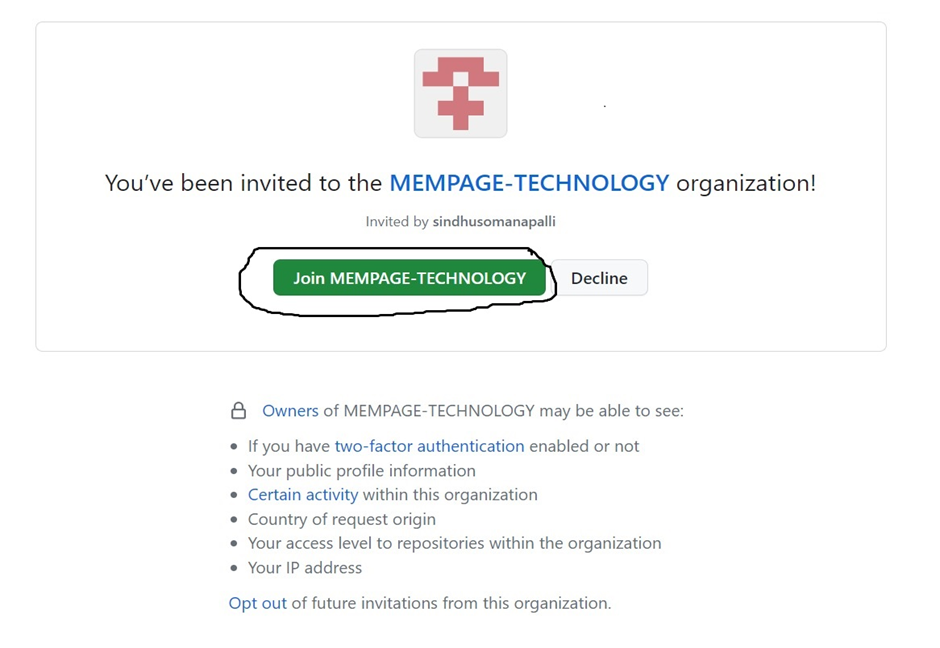 You’ve been invited to the MEMPAGE-TECHNOLOGY organization!
Invited by sindhusomanapalli
Join MEMPAGE-TECHNOLOGY Decline
Owners of MEMPAGE-TECHNOLOGY may be able to see:
• If you have two-factor authentication enabled or not
• Your public profile information
• Certain activity within this organization
• Country of request origin
• Your access level to repositories within the organization
• Your IP address
Opt out of future invitations from this organization.